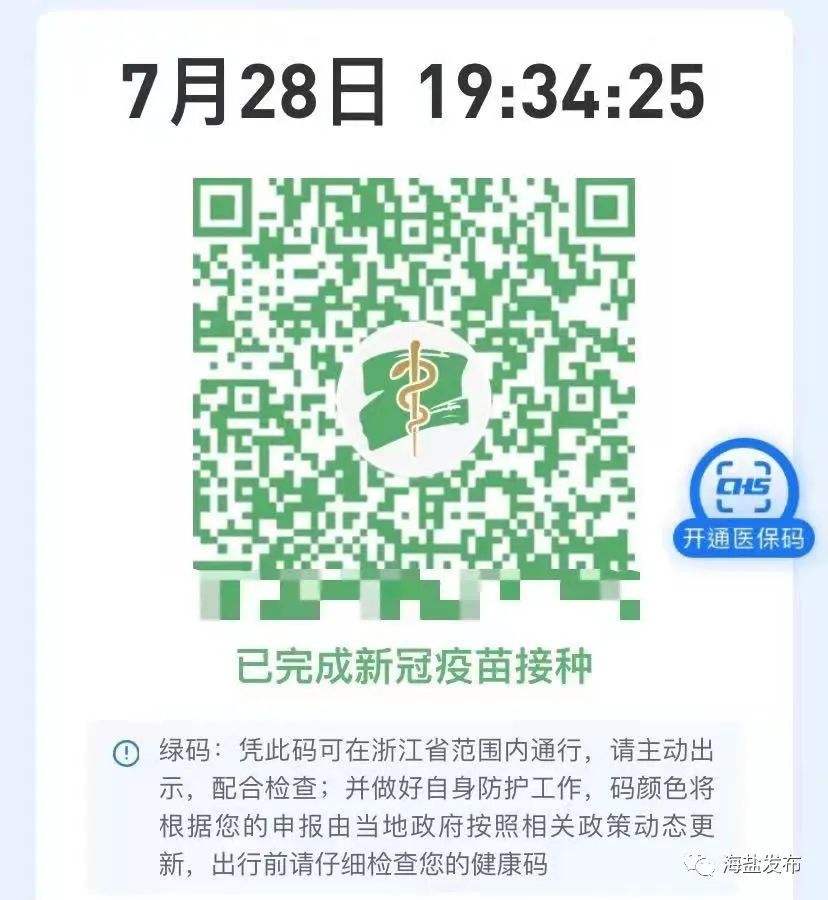 7月28日 19:34:25
CHS
开通医保码
已完成新冠疫苗接种
绿码：凭此码可在浙江省范围内通行，请主动出
示，配合检查；并做好自身防护工作，码颜色将
根据您的申报由当地政府按照相关政策动态更
新，出行前请仔细检查您的健康码
海盐发布